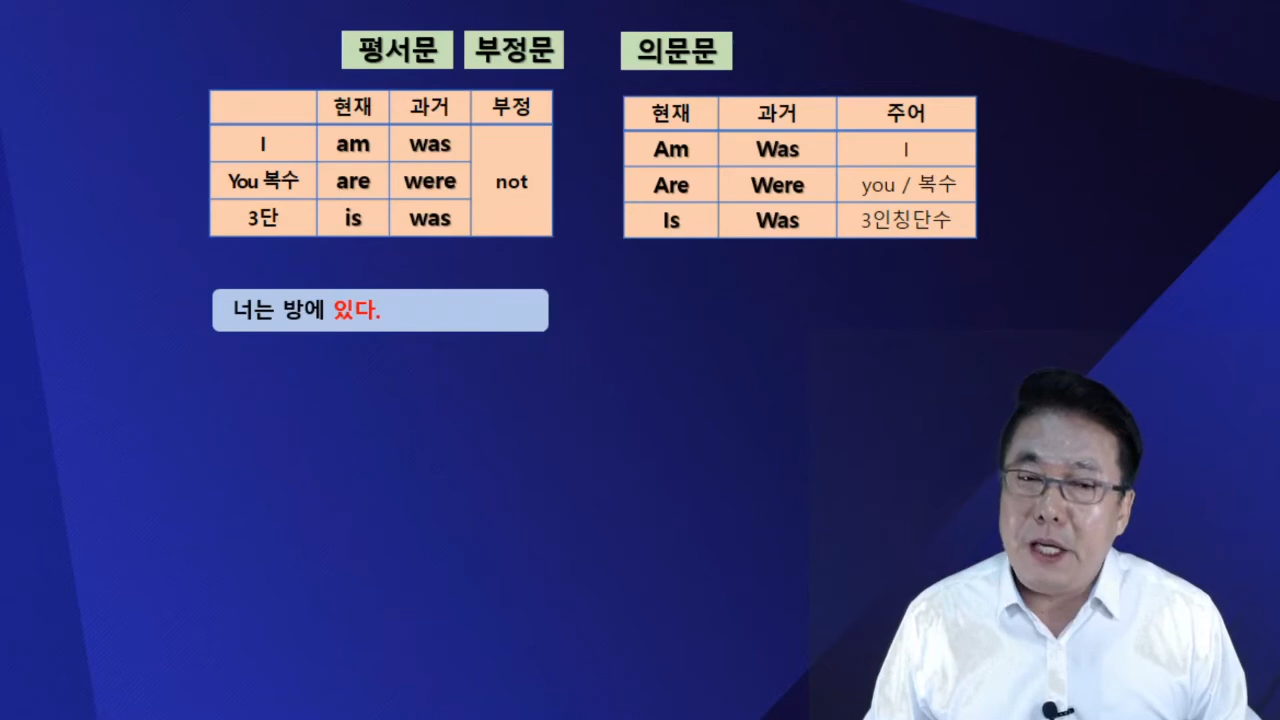 평서문 부정문 의문문
현재 과거 부정
I am was
You 복수 are were not
3단 is was
현재 과거 주어
Am Was I
Are Were you / 복수
Is Was 3인칭단수
너는 방에 있다.